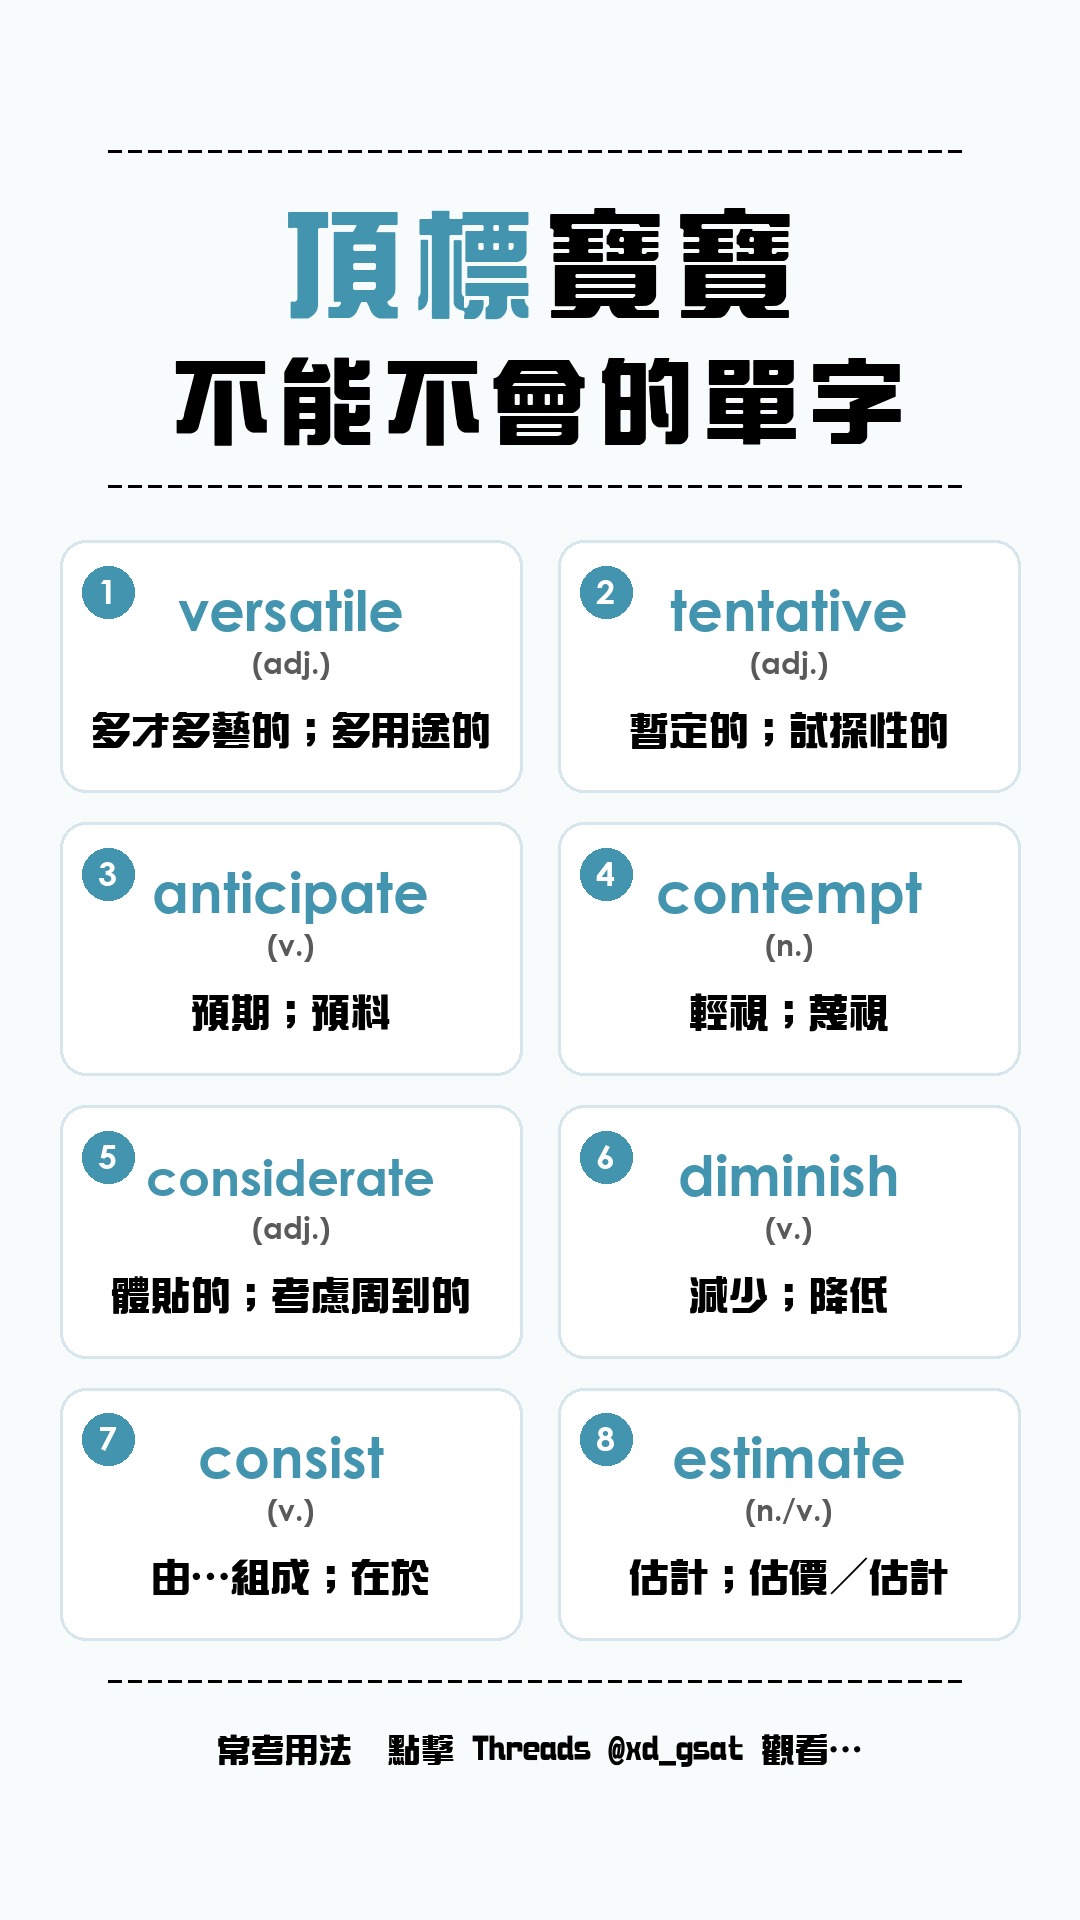 頂標寶寶
不能不會的單字
1
versatile
(adj.)
多才多藝的；多用途的
2
tentative
(adj.)
暫定的；試探性的
3
anticipate
(v.)
預期；預料
4
contempt
(n.)
輕視；蔑視
5
considerate
(adj.)
體貼的；考慮周到的
6
diminish
(v.)
減少；降低
7
consist
(v.)
由…組成；在於
8
estimate
(n./v.)
估計；估價／估計
常考用法　點擊 Threads @xd_gsat 觀看…